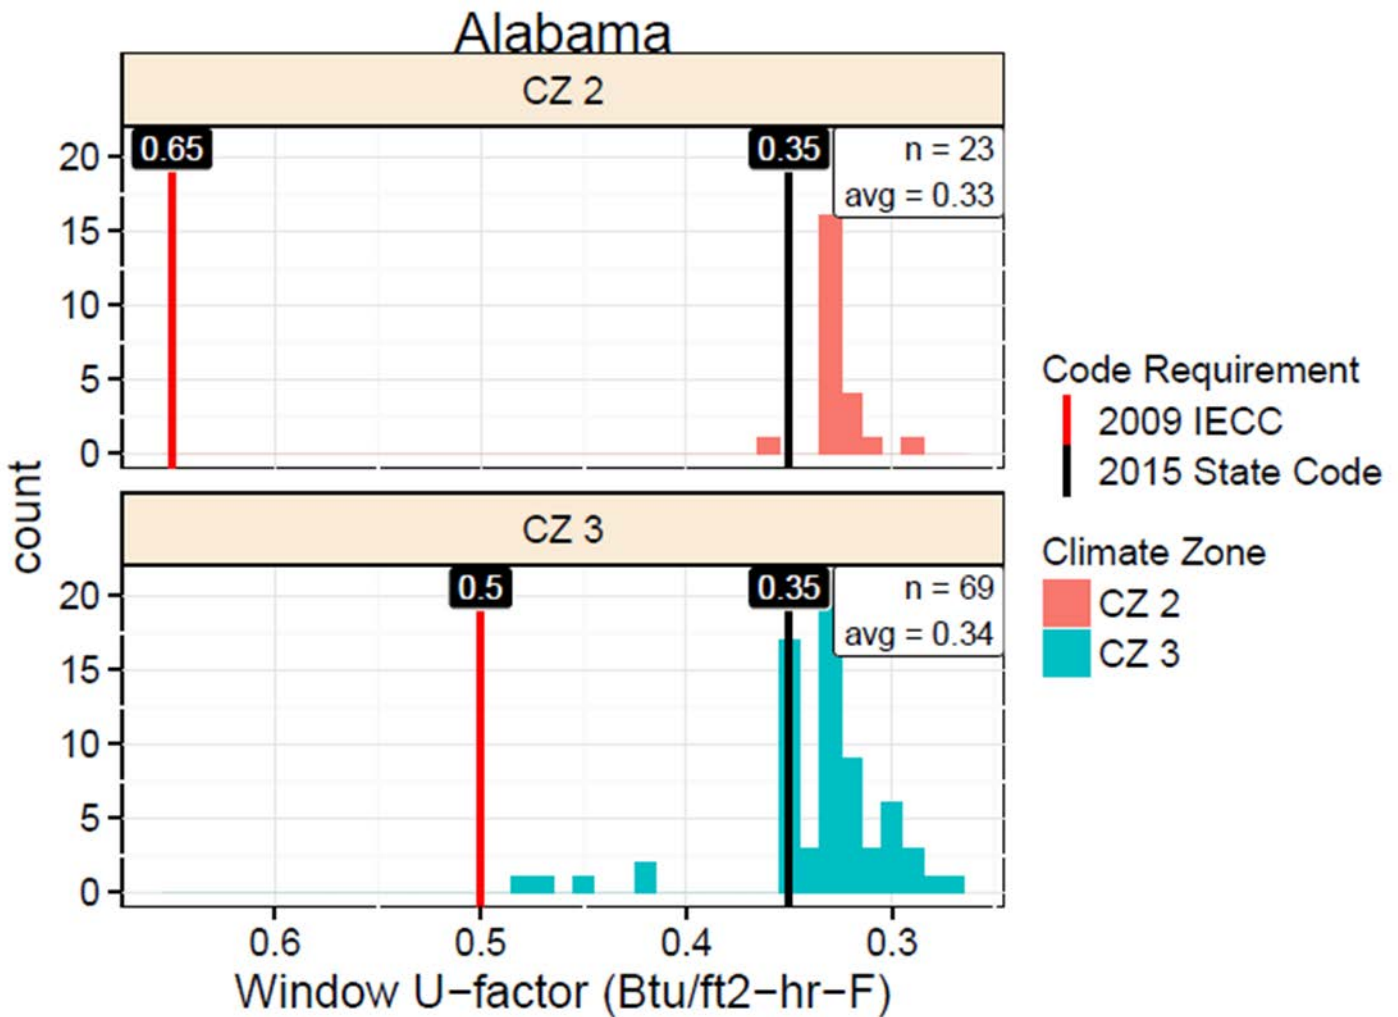 Alabama
CZ 2
0.65
0.35
n = 23
avg = 0.33
20
15
10
5
0
count
CZ 3
0.5
0.35
n = 69
avg = 0.34
20
15
10
5
0
0.6
0.5
0.4
0.3
Window U−factor (Btu/ft2−hr−F)
Code Requirement
2009 IECC
2015 State Code
Climate Zone
CZ 2
CZ 3